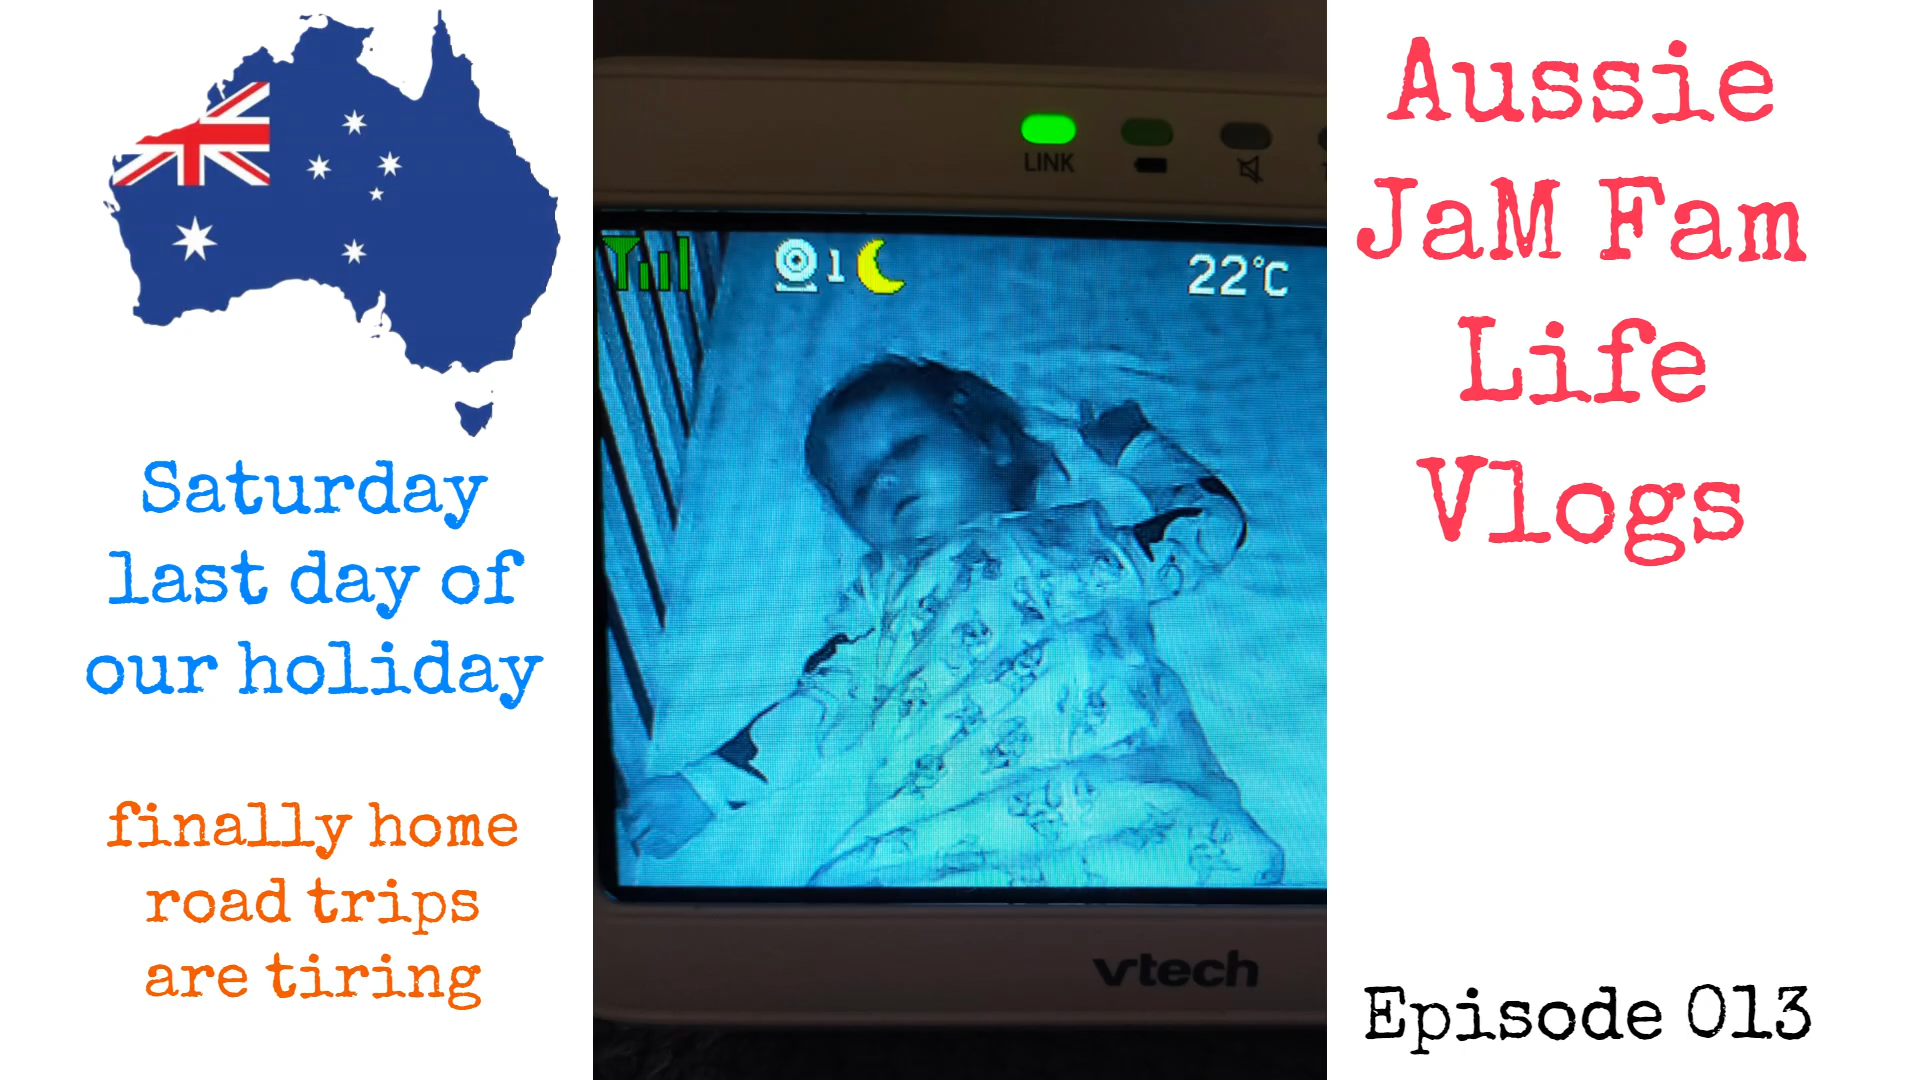 Saturday
last day of
our holiday
finally home
road trips
are tiring
LINK
1
22°C
vtech
Aussie
JaM Fam
Life
Vlogs
Episode 013